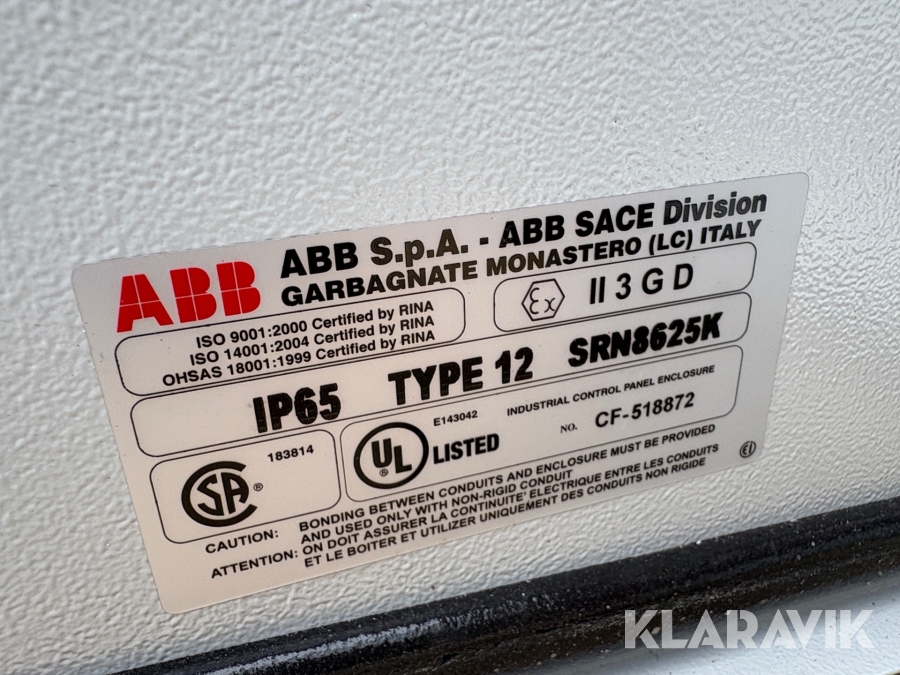 ABB
ABB S.p.A. - ABB SACE Division
GARBAGNATE MONASTERO (LC) ITALY
ISO 9001:2000 Certified by RINA
ISO 14001:2004 Certified by RINA
OHSAS 18001:1999 Certified by RINA
Ex II 3 G D
IP65 TYPE 12 SRN8625K
183814
CSA ®
E143042 INDUSTRIAL CONTROL PANEL ENCLOSURE
UL ® LISTED NO. CF-518872
CAUTION: BONDING BETWEEN CONDUITS AND ENCLOSURE MUST BE PROVIDED
AND USED ONLY WITH NON-RIGID CONDUIT
ATTENTION: ON DOIT ASSURER LA CONTINUITE' ELECTRIQUE ENTRE LES CONDUITS
ET LE BOITER ET UTILIZER UNIQUEMENT DES CONDUITS NON RIGIDE
KLARAVIK